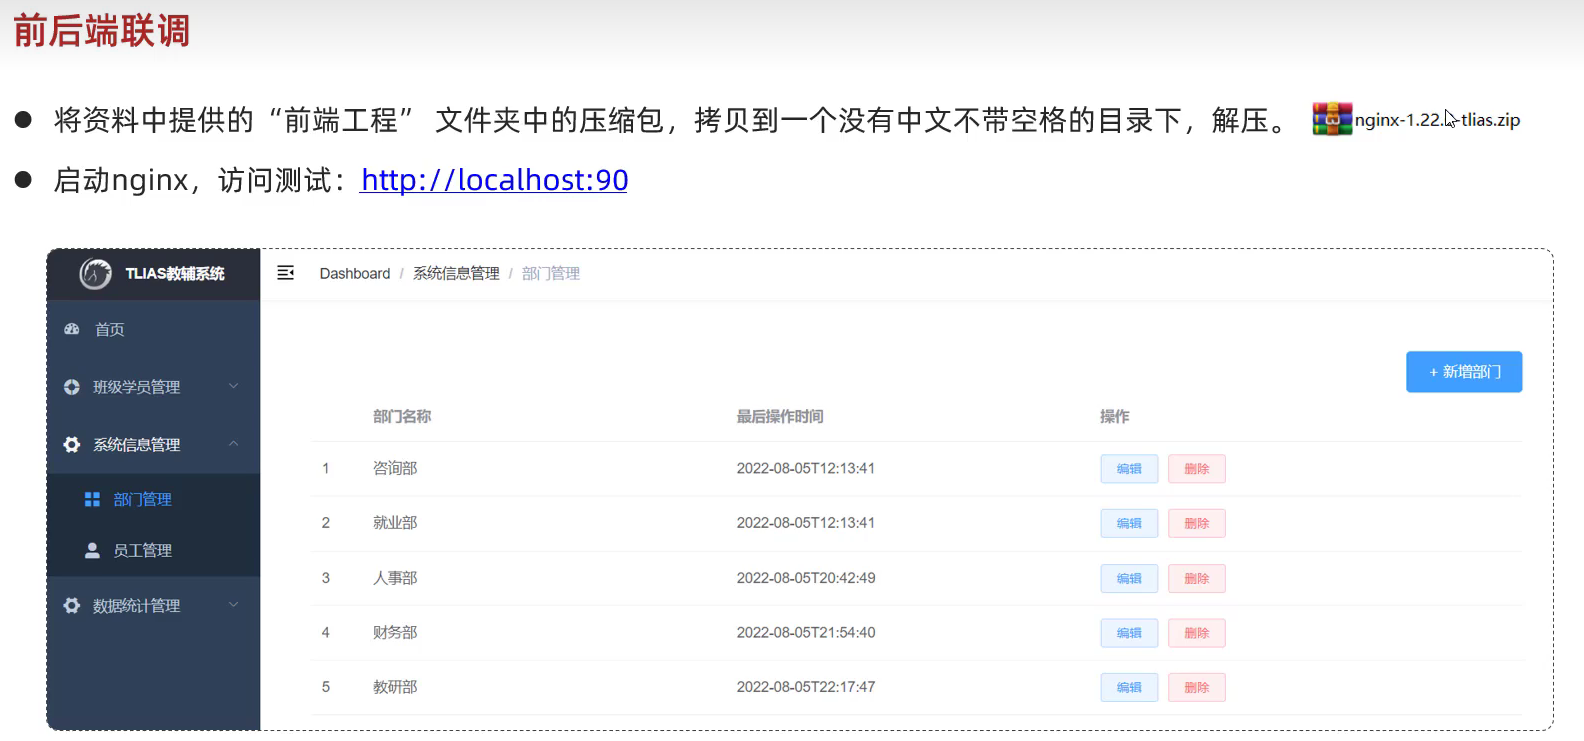 前后端联调
● 将资料中提供的“前端工程” 文件夹中的压缩包，拷贝到一个没有中文不带空格的目录下，解压。 nginx-1.22. -tlias.zip
● 启动nginx，访问测试：http://localhost:90
TLIAS教辅系统 Dashboard / 系统信息管理 / 部门管理
首页
班级学员管理
系统信息管理
部门管理
员工管理
数据统计管理
+ 新增部门
部门名称 最后操作时间 操作
1 咨询部 2022-08-05T12:13:41 编辑 删除
2 就业部 2022-08-05T12:13:41 编辑 删除
3 人事部 2022-08-05T20:42:49 编辑 删除
4 财务部 2022-08-05T21:54:40 编辑 删除
5 教研部 2022-08-05T22:17:47 编辑 删除